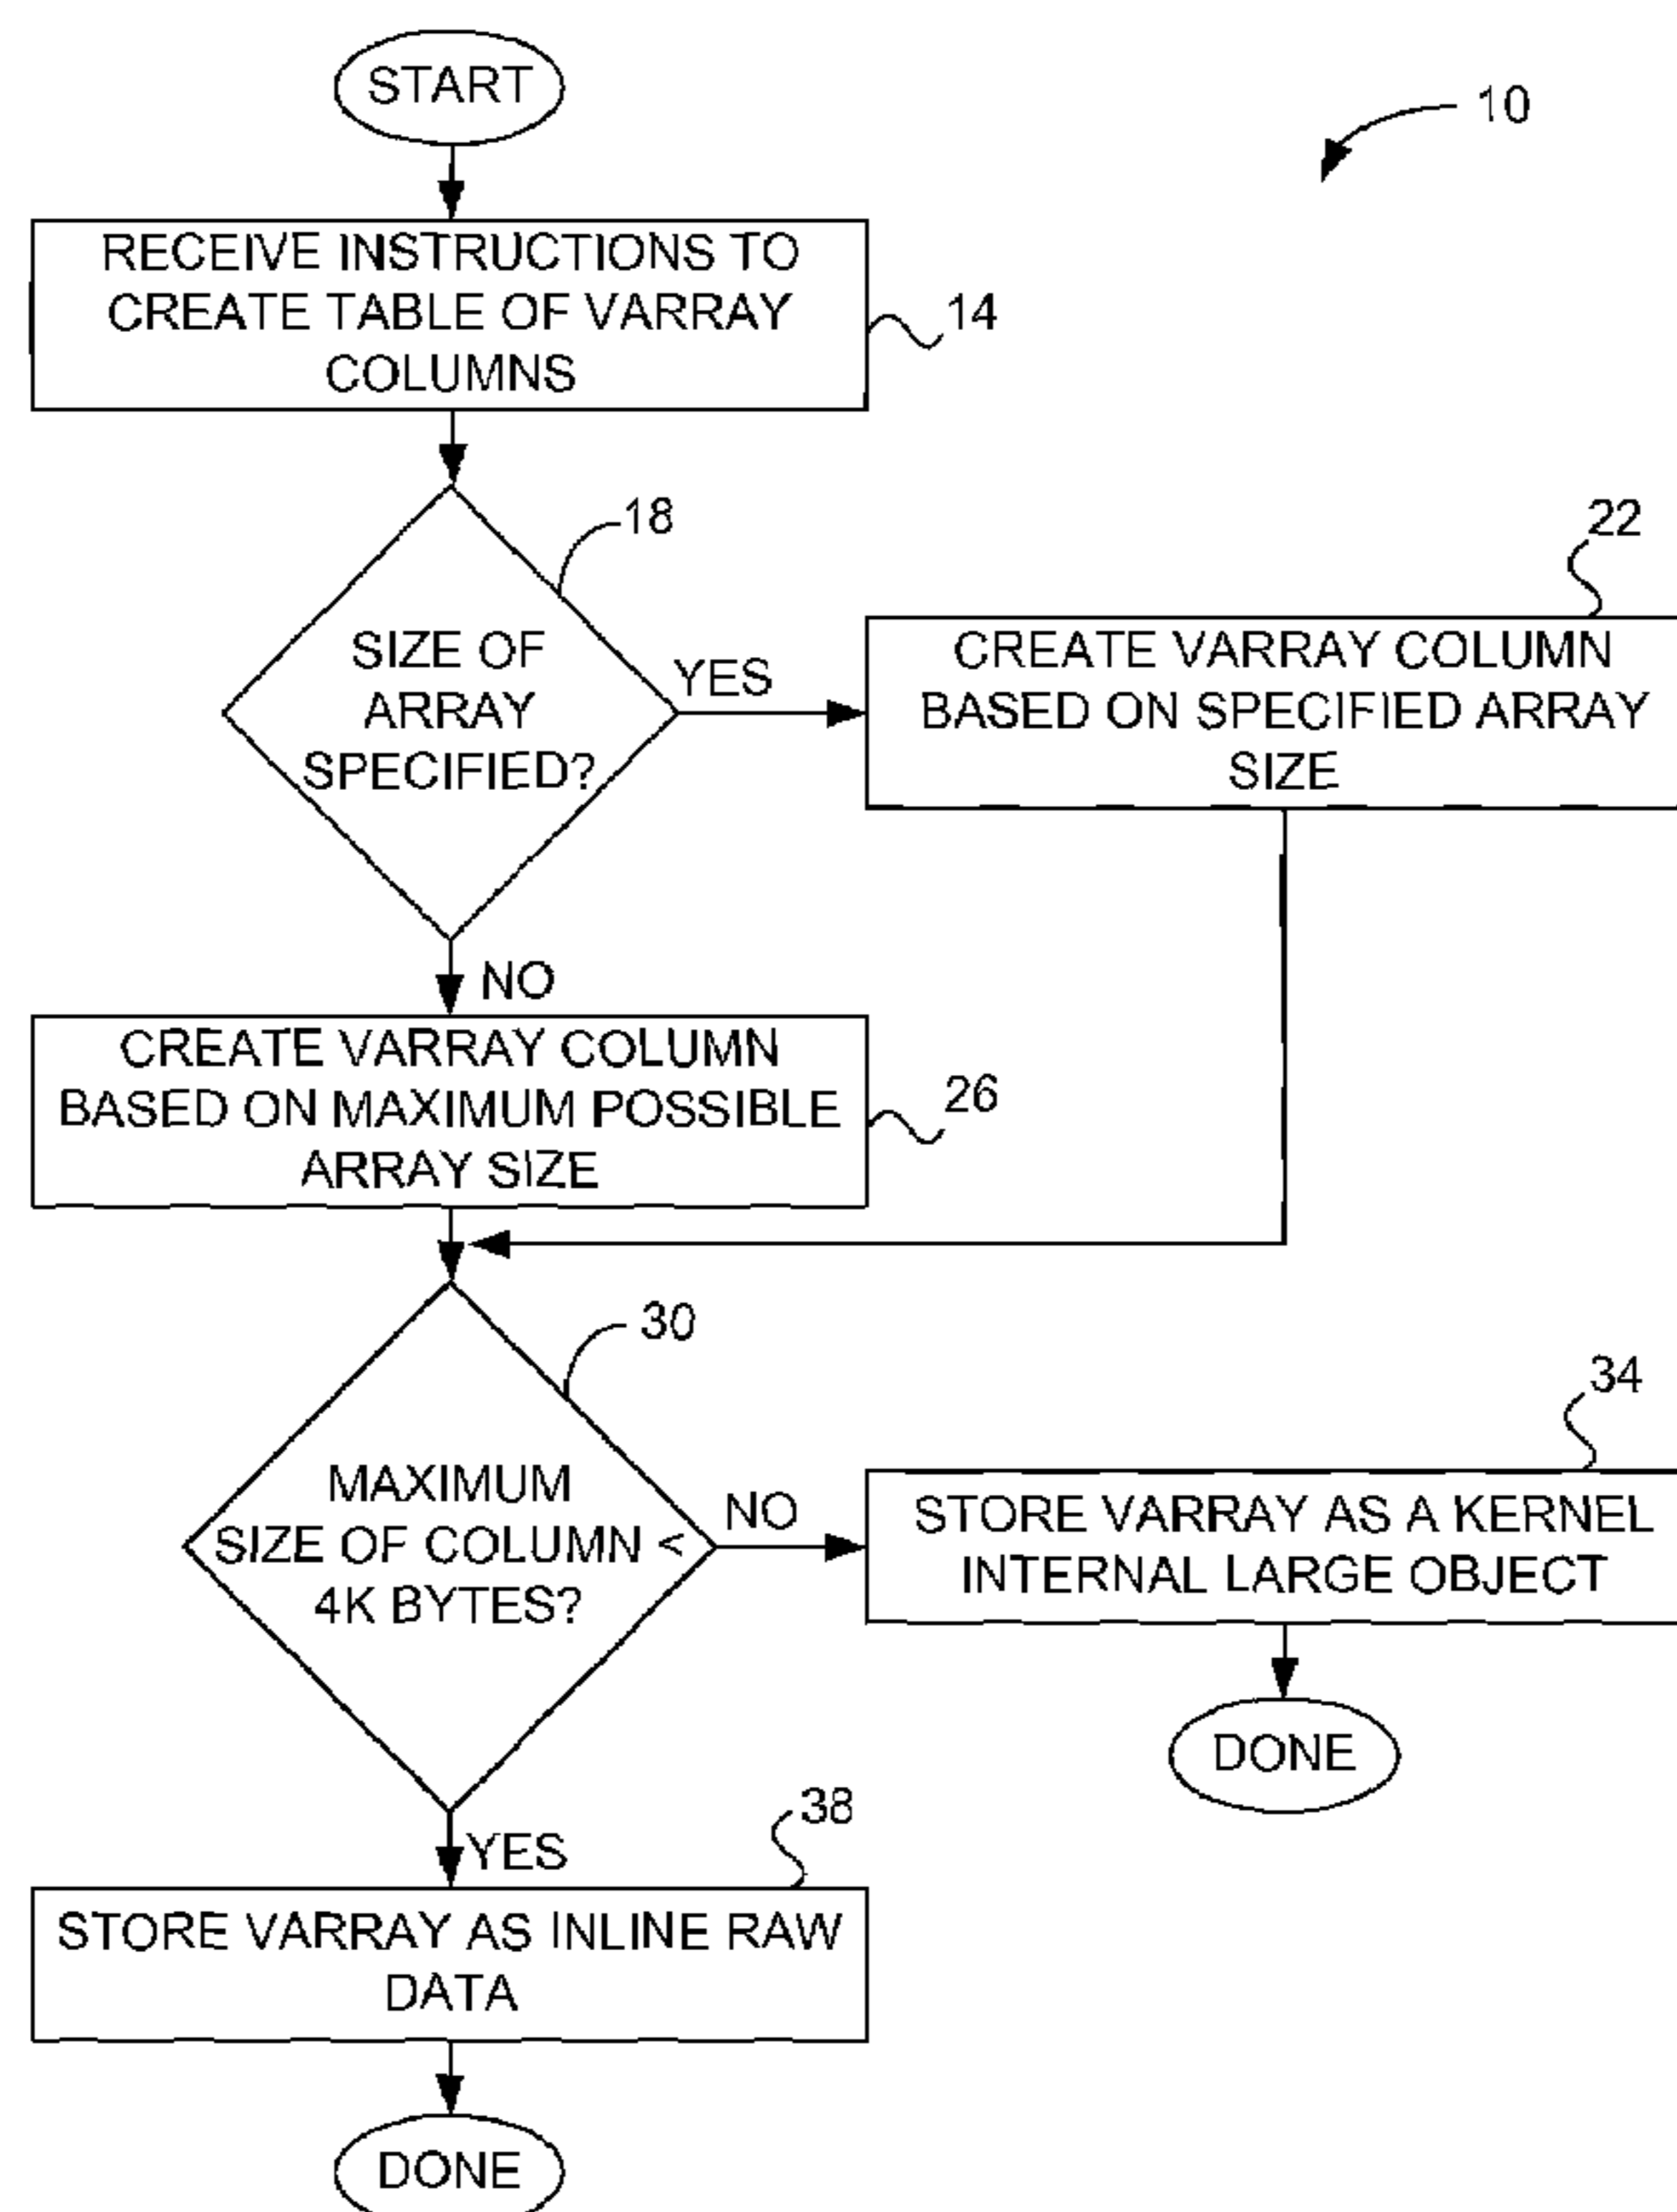 START
10
RECEIVE INSTRUCTIONS TO
CREATE TABLE OF VARRAY
COLUMNS
14
18
SIZE OF
ARRAY
SPECIFIED?
YES
22
CREATE VARRAY COLUMN
BASED ON SPECIFIED ARRAY
SIZE
NO
CREATE VARRAY COLUMN
BASED ON MAXIMUM POSSIBLE
ARRAY SIZE
26
30
MAXIMUM
SIZE OF COLUMN <
4K BYTES?
NO
34
STORE VARRAY AS A KERNEL
INTERNAL LARGE OBJECT
DONE
YES
38
STORE VARRAY AS INLINE RAW
DATA
DONE